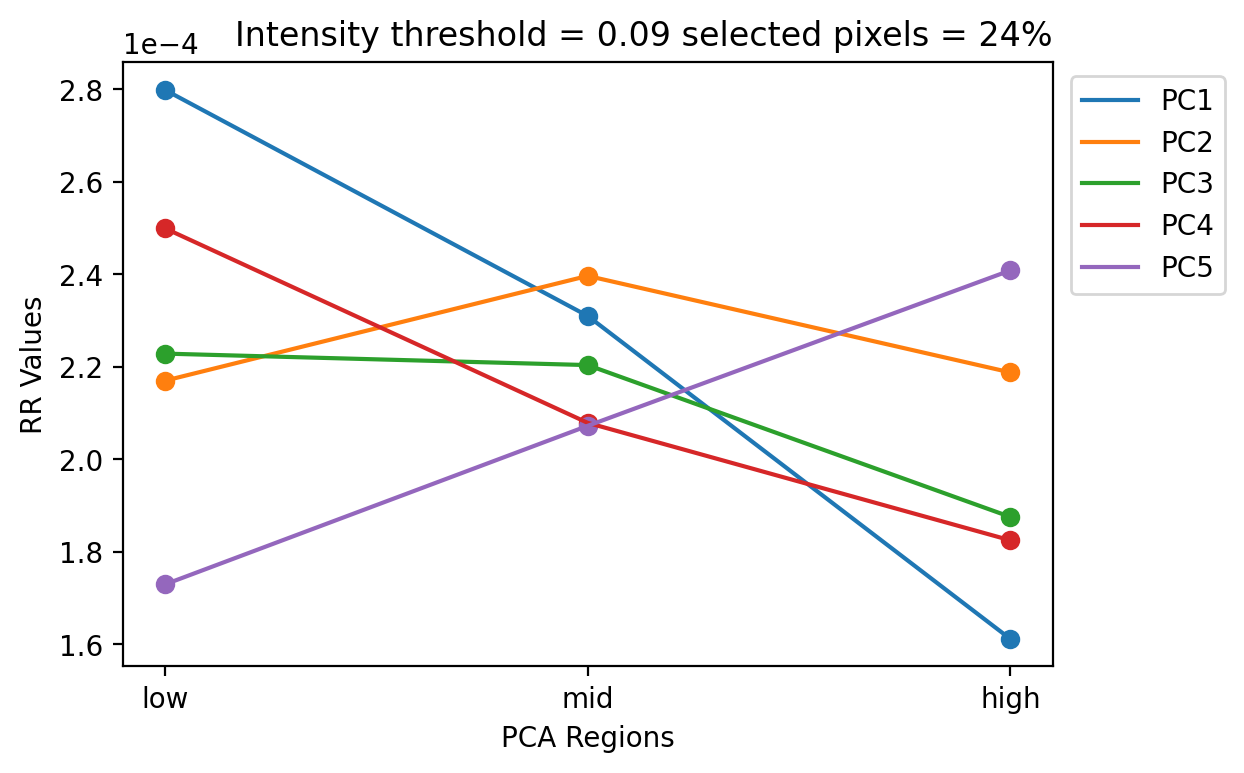 Intensity threshold = 0.09 selected pixels = 24%
1e−4
2.8
2.6
2.4
2.2
2.0
1.8
1.6
RR Values
low mid high
PCA Regions
PC1
PC2
PC3
PC4
PC5